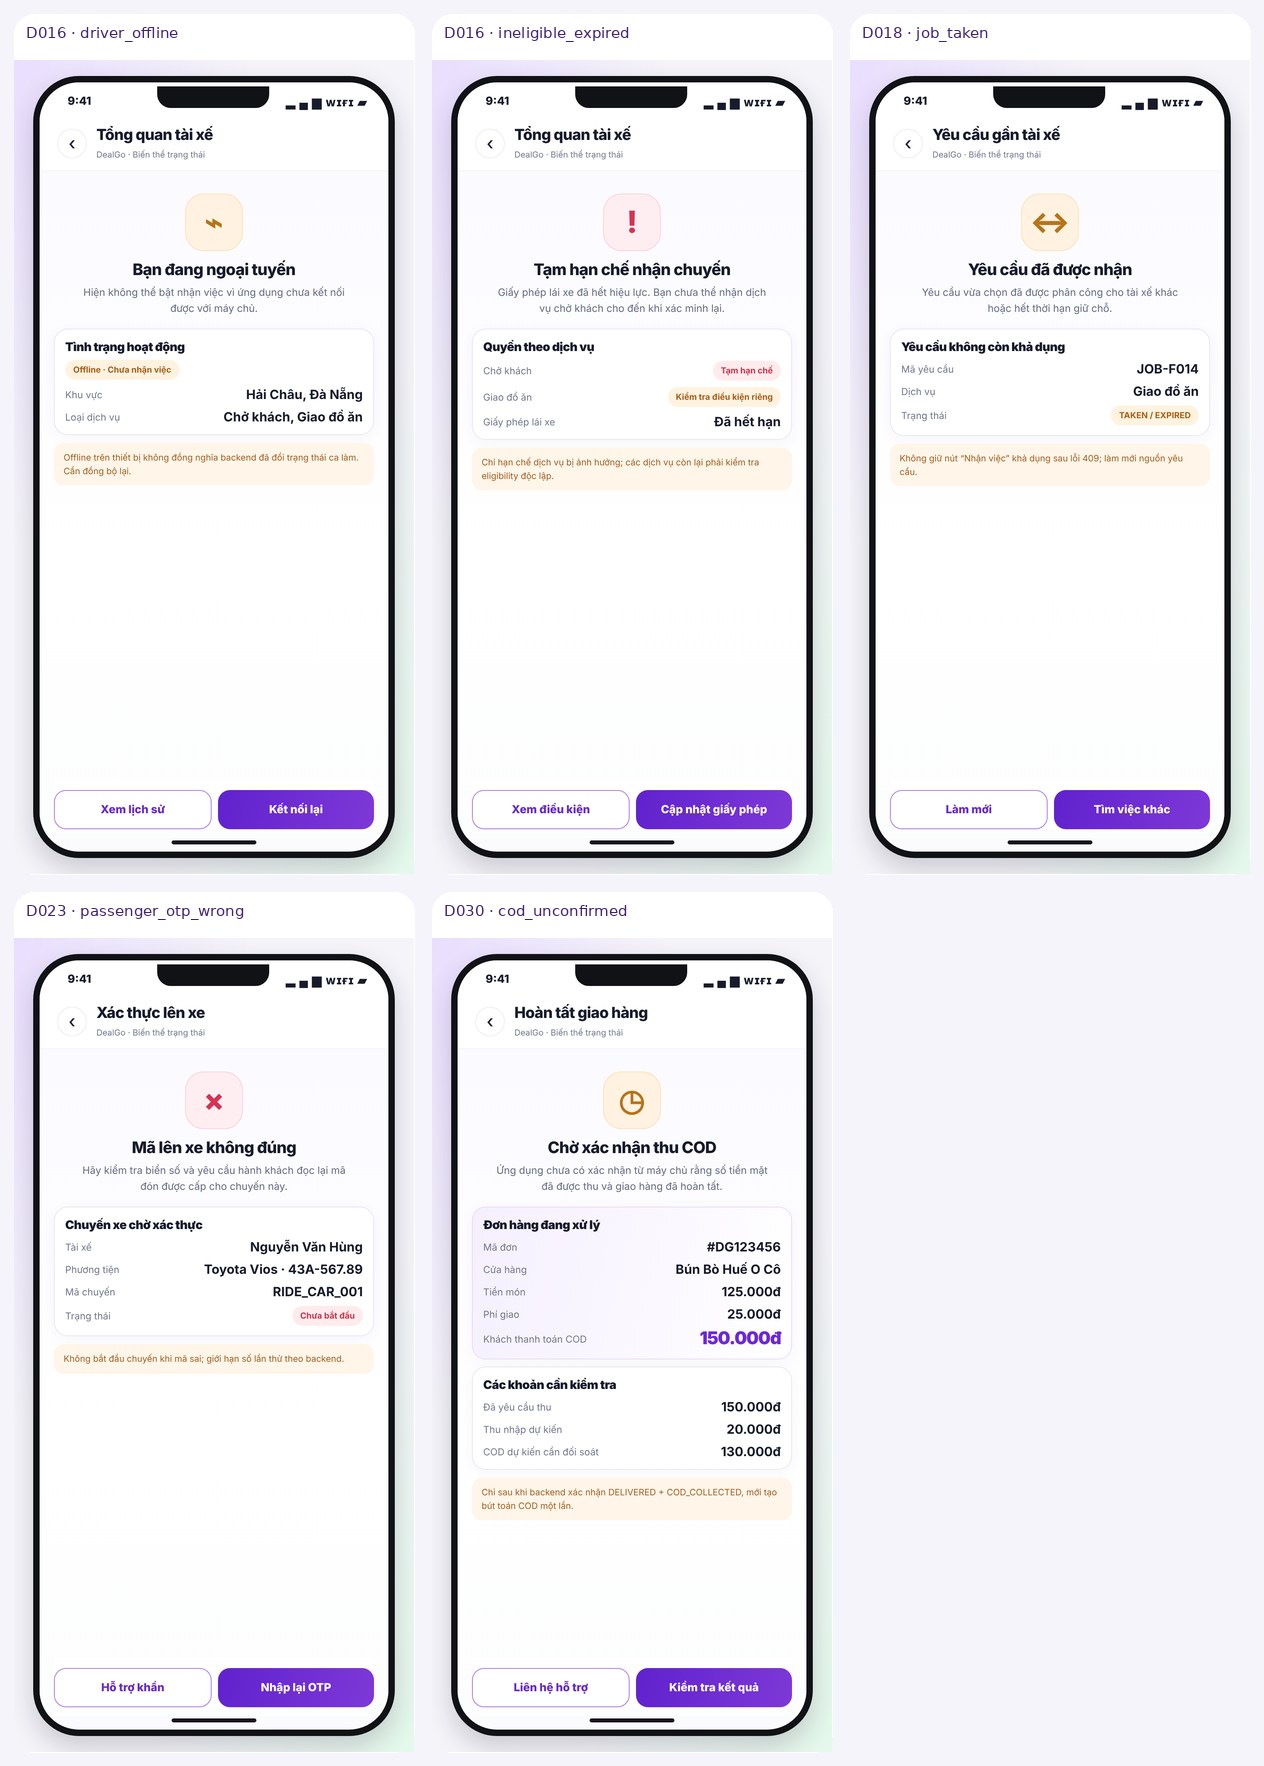 D016 · driver_offline
9:41
WIFI
Tổng quan tài xế
DealGo · Biến thể trạng thái
Bạn đang ngoại tuyến
Hiện không thể bật nhận việc vì ứng dụng chưa kết nối
được với máy chủ.
Tình trạng hoạt động
Offline · Chưa nhận việc
Khu vực Hải Châu, Đà Nẵng
Loại dịch vụ Chở khách, Giao đồ ăn
Offline trên thiết bị không đồng nghĩa backend đã đổi trạng thái ca làm.
Cần đồng bộ lại.
Xem lịch sử Kết nối lại
D016 · ineligible_expired
9:41
WIFI
Tổng quan tài xế
DealGo · Biến thể trạng thái
!
Tạm hạn chế nhận chuyến
Giấy phép lái xe đã hết hiệu lực. Bạn chưa thể nhận dịch
vụ chở khách cho đến khi xác minh lại.
Quyền theo dịch vụ
Chở khách Tạm hạn chế
Giao đồ ăn Kiểm tra điều kiện riêng
Giấy phép lái xe Đã hết hạn
Chỉ hạn chế dịch vụ bị ảnh hưởng; các dịch vụ còn lại phải kiểm tra
eligibility độc lập.
Xem điều kiện Cập nhật giấy phép
D018 · job_taken
9:41
WIFI
Yêu cầu gần tài xế
DealGo · Biến thể trạng thái
Yêu cầu đã được nhận
Yêu cầu vừa chọn đã được phân công cho tài xế khác
hoặc hết thời hạn giữ chỗ.
Yêu cầu không còn khả dụng
Mã yêu cầu JOB-F014
Dịch vụ Giao đồ ăn
Trạng thái TAKEN / EXPIRED
Không giữ nút “Nhận việc” khả dụng sau lỗi 409; làm mới nguồn yêu
cầu.
Làm mới Tìm việc khác
D023 · passenger_otp_wrong
9:41
WIFI
Xác thực lên xe
DealGo · Biến thể trạng thái
Mã lên xe không đúng
Hãy kiểm tra biển số và yêu cầu hành khách đọc lại mã
đón được cấp cho chuyến này.
Chuyến xe chờ xác thực
Tài xế Nguyễn Văn Hùng
Phương tiện Toyota Vios · 43A-567.89
Mã chuyến RIDE_CAR_001
Trạng thái Chưa bắt đầu
Không bắt đầu chuyến khi mã sai; giới hạn số lần thử theo backend.
Hỗ trợ khẩn Nhập lại OTP
D030 · cod_unconfirmed
9:41
WIFI
Hoàn tất giao hàng
DealGo · Biến thể trạng thái
Chờ xác nhận thu COD
Ứng dụng chưa có xác nhận từ máy chủ rằng số tiền mặt
đã được thu và giao hàng đã hoàn tất.
Đơn hàng đang xử lý
Mã đơn #DG123456
Cửa hàng Bún Bò Huế O Cô
Tiền món 125.000đ
Phí giao 25.000đ
Khách thanh toán COD 150.000đ
Các khoản cần kiểm tra
Đã yêu cầu thu 150.000đ
Thu nhập dự kiến 20.000đ
COD dự kiến cần đối soát 130.000đ
Chỉ sau khi backend xác nhận DELIVERED + COD_COLLECTED, mới tạo
bút toán COD một lần.
Liên hệ hỗ trợ Kiểm tra kết quả